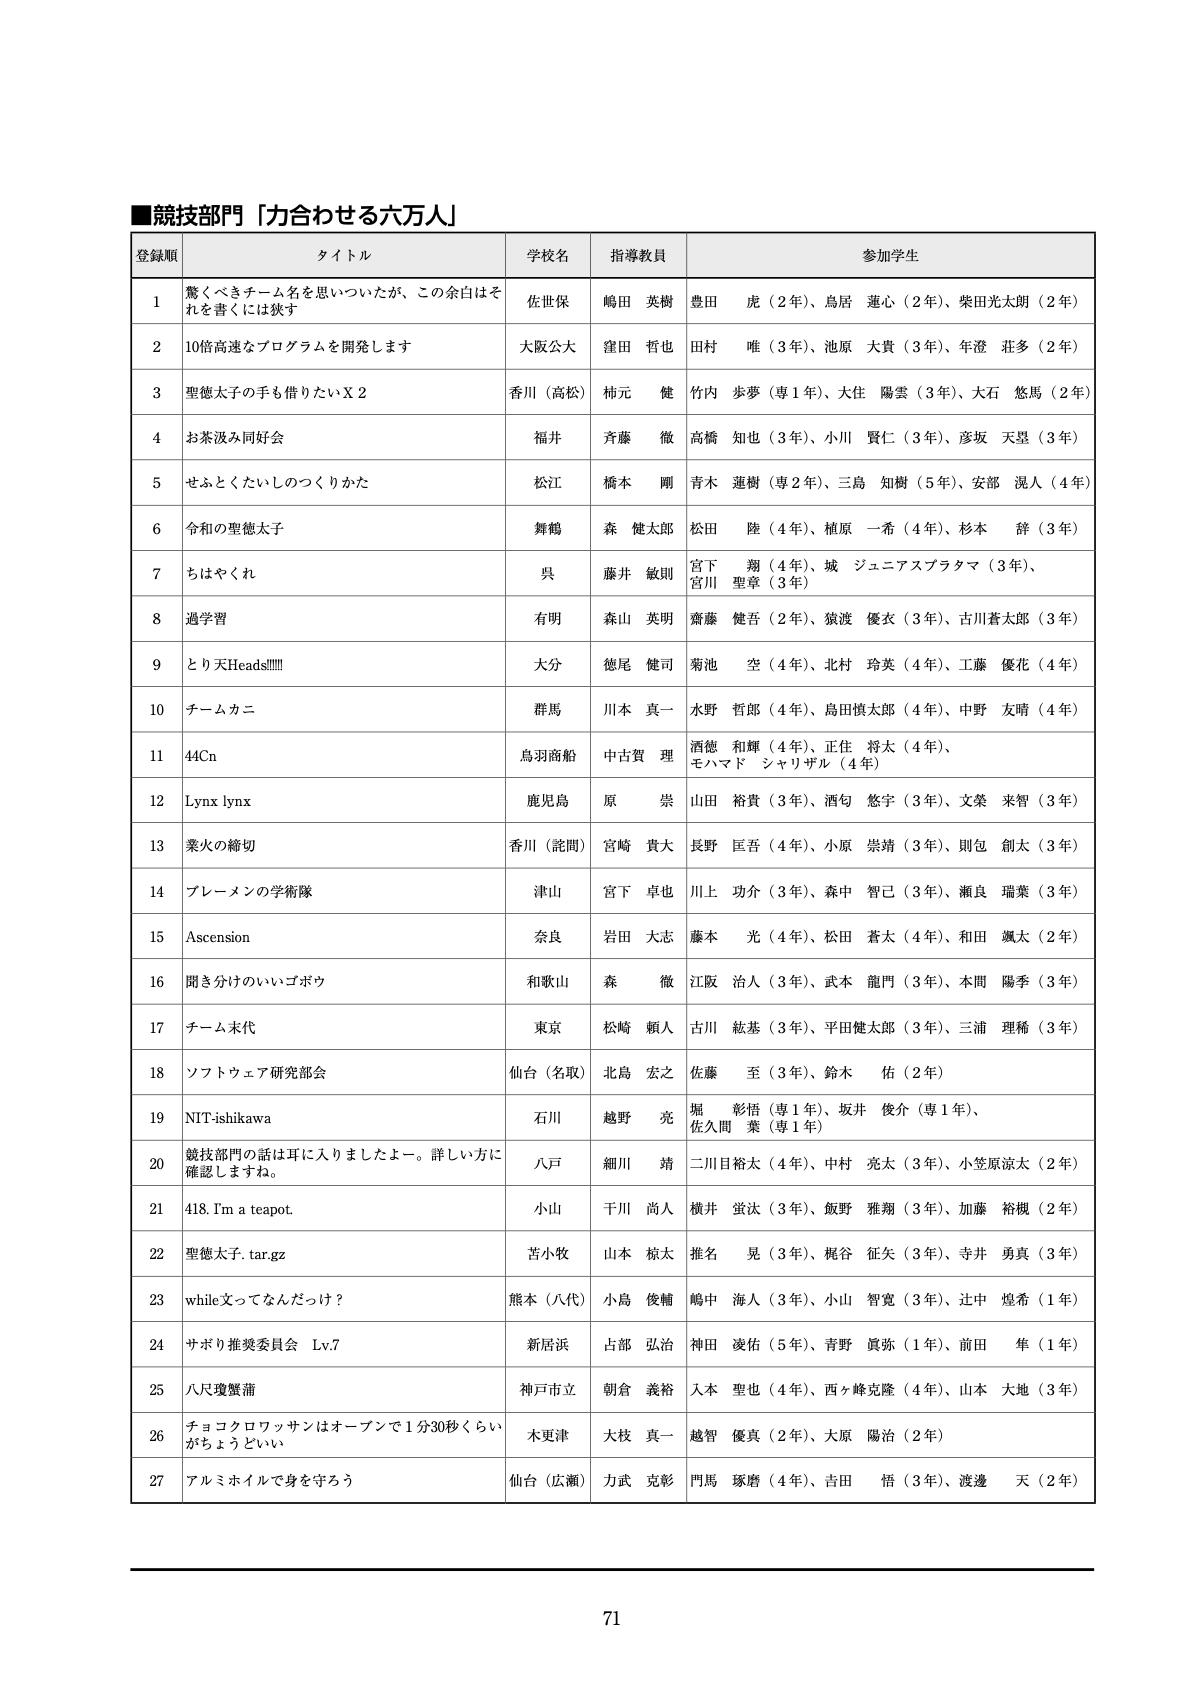 ■競技部門「力合わせる六万人」
登録順 タイトル 学校名 指導教員 参加学生
1 驚くべきチーム名を思いついたが、この余白はそ 佐世保 嶋田　英樹 豊田　　虎（２年）、鳥居　蓮心（２年）、柴田光太朗（２年）
れを書くには狭す
2 10倍高速なプログラムを開発します 大阪公大 窪田　哲也 田村　　唯（３年）、池原　大貴（３年）、年澄　荘多（２年）
3 聖徳太子の手も借りたいX２ 香川（高松） 柿元　　健 竹内　歩夢（専１年）、大住　陽雲（３年）、大石　悠馬（２年）
4 お茶汲み同好会 福井 斉藤　　徹 高橋　知也（３年）、小川　賢仁（３年）、彦坂　天塁（３年）
5 せふとくたいしのつくりかた 松江 橋本　　剛 青木　蓮樹（専２年）、三島　知樹（５年）、安部　滉人（４年）
6 令和の聖徳太子 舞鶴 森　健太郎 松田　　陸（４年）、植原　一希（４年）、杉本　　辞（３年）
7 ちはやくれ 呉 藤井　敏則 宮下　　翔（４年）、城　ジュニアスプラタマ（３年）、
宮川　聖章（３年）
8 過学習 有明 森山　英明 齋藤　健吾（２年）、猿渡　優衣（３年）、古川蒼太郎（３年）
9 とり天Heads!!!!!! 大分 徳尾　健司 菊池　　空（４年）、北村　玲英（４年）、工藤　優花（４年）
10 チームカニ 群馬 川本　真一 水野　哲郎（４年）、島田慎太郎（４年）、中野　友晴（４年）
11 44Cn 鳥羽商船 中古賀　理 酒徳　和輝（４年）、正住　将太（４年）、
モハマド　シャリザル（４年）
12 Lynx lynx 鹿児島 原　　　崇 山田　裕貴（３年）、酒匂　悠宇（３年）、文榮　来智（３年）
13 業火の締切 香川（詫間） 宮崎　貴大 長野　匡吾（４年）、小原　崇靖（３年）、則包　創太（３年）
14 ブレーメンの学術隊 津山 宮下　卓也 川上　功介（３年）、森中　智己（３年）、瀬良　瑞葉（３年）
15 Ascension 奈良 岩田　大志 藤本　　光（４年）、松田　蒼太（４年）、和田　颯太（２年）
16 聞き分けのいいゴボウ 和歌山 森　　　徹 江阪　治人（３年）、武本　龍門（３年）、本間　陽季（３年）
17 チーム末代 東京 松崎　頼人 古川　紘基（３年）、平田健太郎（３年）、三浦　理稀（３年）
18 ソフトウェア研究部会 仙台（名取） 北島　宏之 佐藤　　至（３年）、鈴木　　佑（２年）
19 NIT-ishikawa 石川 越野　　亮 堀　　彰悟（専１年）、坂井　俊介（専１年）、
佐久間　葉（専１年）
20 競技部門の話は耳に入りましたよー。詳しい方に 八戸 細川　　靖 二川目裕太（４年）、中村　亮太（３年）、小笠原涼太（２年）
確認しますね。
21 418. I'm a teapot. 小山 干川　尚人 横井　蛍汰（３年）、飯野　雅翔（３年）、加藤　裕槻（２年）
22 聖徳太子. tar.gz 苫小牧 山本　椋太 推名　　晃（３年）、梶谷　征矢（３年）、寺井　勇真（３年）
23 while文ってなんだっけ？ 熊本（八代） 小島　俊輔 嶋中　海人（３年）、小山　智寛（３年）、辻中　煌希（１年）
24 サボり推奨委員会　Lv.7 新居浜 占部　弘治 神田　凌佑（５年）、青野　眞弥（１年）、前田　　隼（１年）
25 八尺瓊蟹蒲 神戸市立 朝倉　義裕 入本　聖也（４年）、西ヶ峰克隆（４年）、山本　大地（３年）
26 チョコクロワッサンはオーブンで１分30秒くらい 木更津 大枝　真一 越智　優真（２年）、大原　陽治（２年）
がちょうどいい
27 アルミホイルで身を守ろう 仙台（広瀬） 力武　克彰 門馬　琢磨（４年）、吉田　　悟（３年）、渡邊　　天（２年）
71